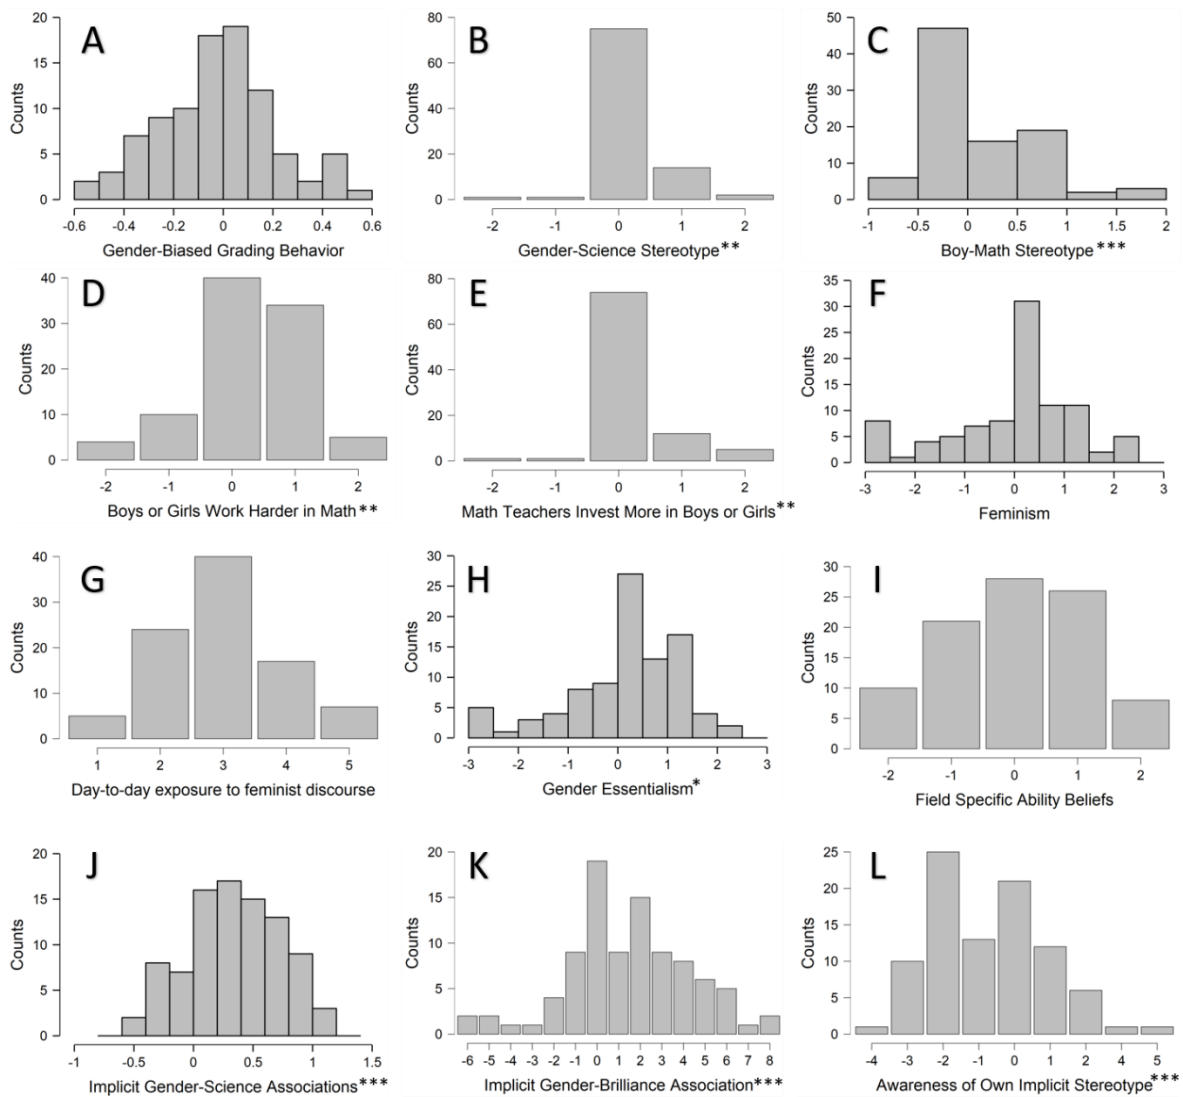 A
Counts
20
15
10
5
0
-0.6 -0.4 -0.2 0 0.2 0.4 0.6
Gender-Biased Grading Behavior
B
Counts
80
60
40
20
0
-2 -1 0 1 2
Gender-Science Stereotype**
C
Counts
50
40
30
20
10
0
-1 -0.5 0 0.5 1 1.5 2
Boy-Math Stereotype***
D
Counts
40
30
20
10
0
-2 -1 0 1 2
Boys or Girls Work Harder in Math**
E
Counts
80
60
40
20
0
-2 -1 0 1 2
Math Teachers Invest More in Boys or Girls**
F
Counts
35
30
25
20
15
10
5
0
-3 -2 -1 0 1 2 3
Feminism
G
Counts
40
30
20
10
0
1 2 3 4 5
Day-to-day exposure to feminist discourse
H
Counts
30
25
20
15
10
5
0
-3 -2 -1 0 1 2 3
Gender Essentialism*
I
Counts
30
25
20
15
10
5
0
-2 -1 0 1 2
Field Specific Ability Beliefs
J
Counts
20
15
10
5
0
-1 -0.5 0 0.5 1 1.5
Implicit Gender-Science Associations***
K
Counts
20
15
10
5
0
-6 -5 -4 -3 -2 -1 0 1 2 3 4 5 6 7 8
Implicit Gender-Brilliance Association***
L
Counts
25
20
15
10
5
0
-4 -3 -2 -1 0 1 2 4 5
Awareness of Own Implicit Stereotype***